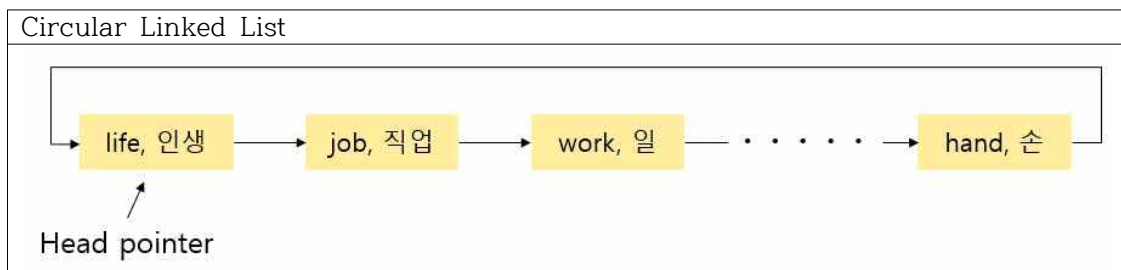 Circular Linked List
life, 인생 job, 직업 work, 일 · · · · · hand, 손
Head pointer